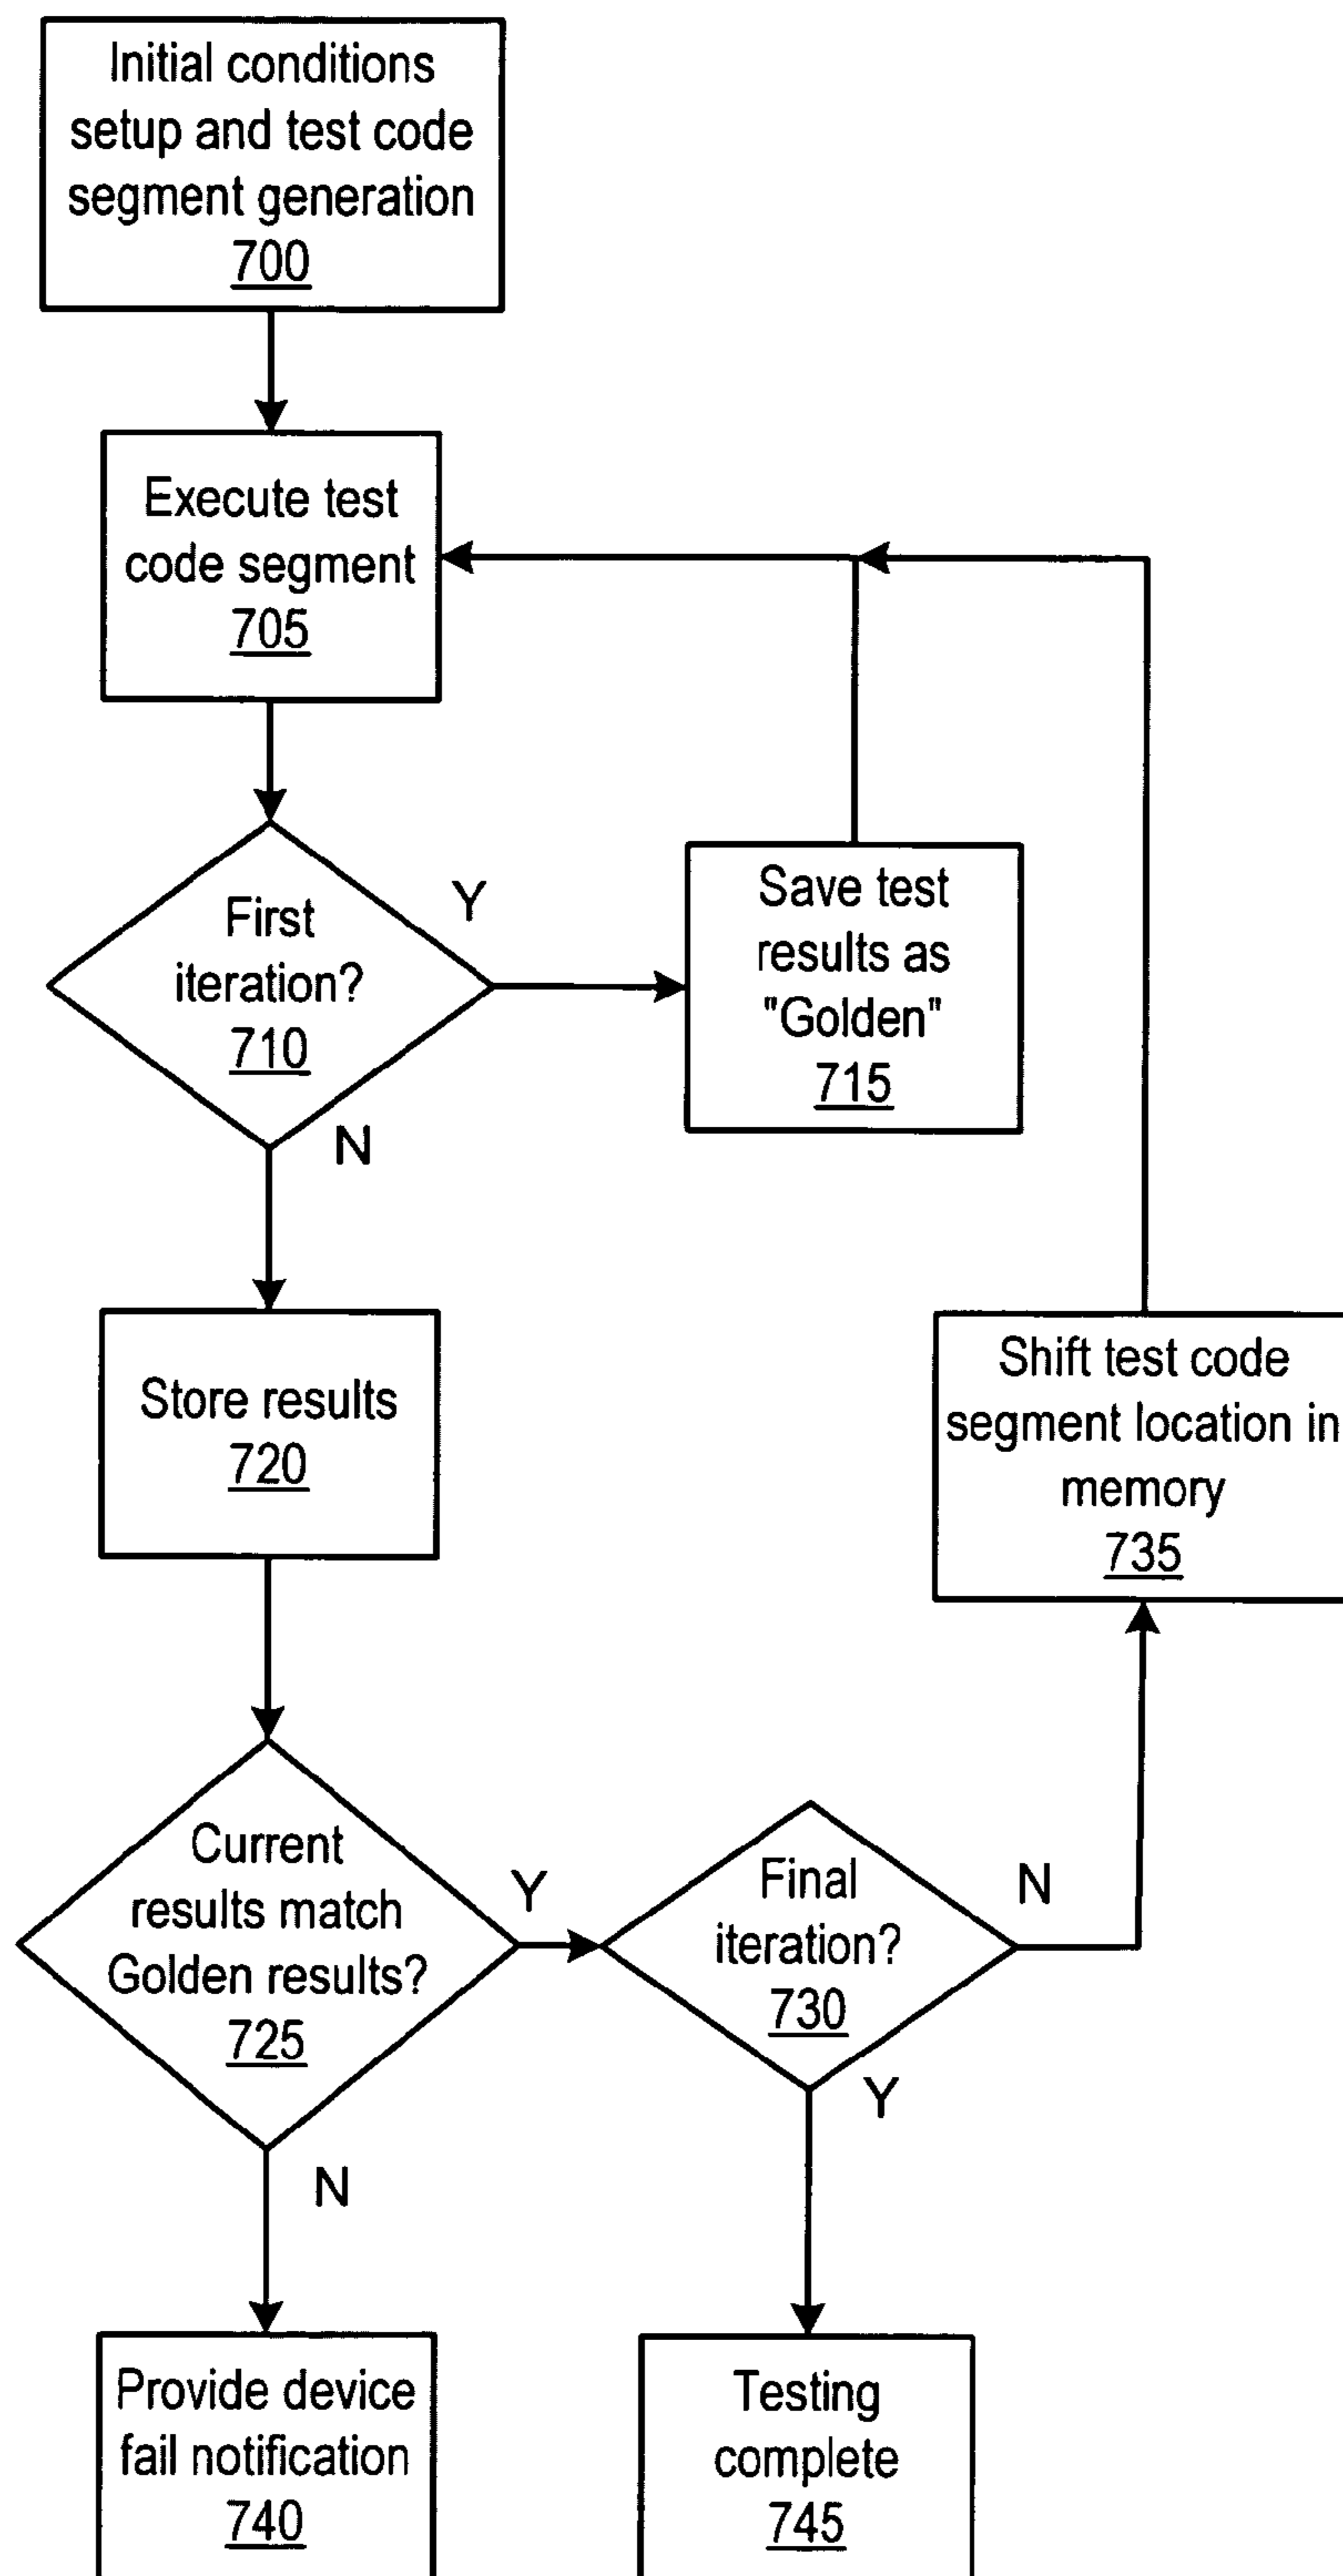 Initial conditions
setup and test code
segment generation
700
Execute test
code segment
705
First
iteration?
710
Y
N
Save test
results as
"Golden"
715
Store results
720
Shift test code
segment location in
memory
735
Current
results match
Golden results?
725
Y
N
Final
iteration?
730
N
Y
Provide device
fail notification
740
Testing
complete
745